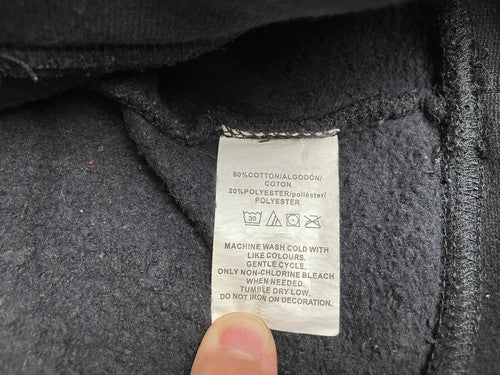 80%COTTON/ALGODÓN/
COTON
20%POLYESTER/poliéster/
POLYESTER
30
MACHINE WASH COLD WITH
LIKE COLOURS.
GENTLE CYCLE.
ONLY NON-CHLORINE BLEACH
WHEN NEEDED.
TUMBLE DRY LOW.
DO NOT IRON ON DECORATION.